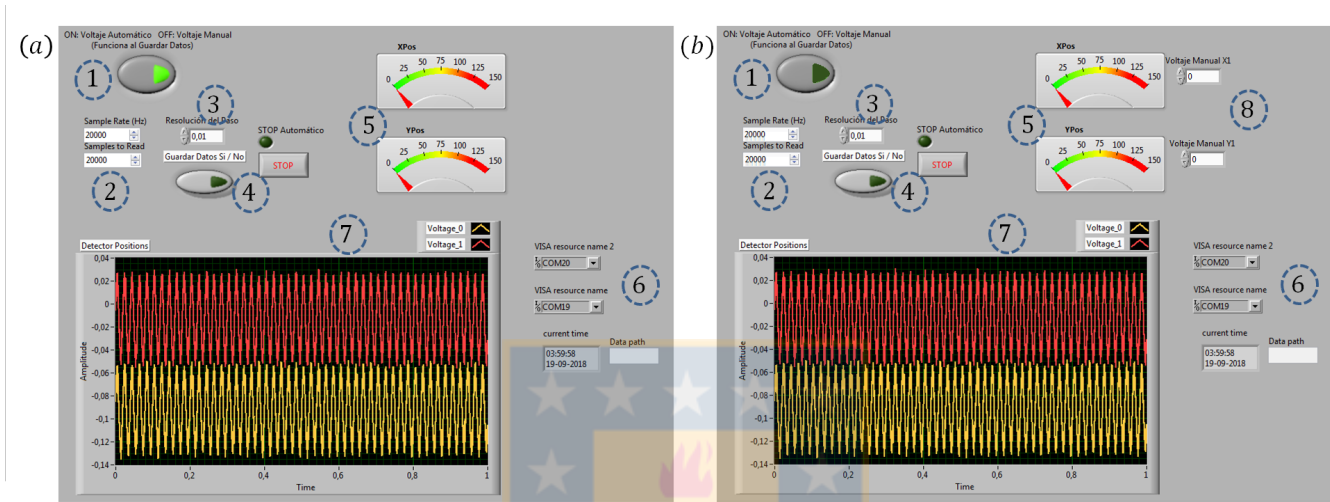 (a)
ON: Voltaje Automático OFF: Voltaje Manual
(Funciona al Guardar Datos)
1
Sample Rate (Hz)
20000
Samples to Read
20000
2
3
Resolución del Paso
0,01
Guardar Datos Si / No
4
STOP Automático
STOP
XPos
0 25 50 75 100 125 150
5
YPos
0 25 50 75 100 125 150
7
Voltage_0
Voltage_1
Detector Positions
0,04
0,02
0
-0,02
-0,04
-0,06
-0,08
-0,1
-0,12
-0,14
Amplitude
0 0,2 0,4 0,6 0,8 1
Time
VISA resource name 2
COM20
VISA resource name
COM19
6
current time
03:59:58
19-09-2018
Data path
(b)
ON: Voltaje Automático OFF: Voltaje Manual
(Funciona al Guardar Datos)
1
Sample Rate (Hz)
20000
Samples to Read
20000
2
3
Resolución del Paso
0,01
Guardar Datos Si / No
4
STOP Automático
STOP
XPos
0 25 50 75 100 125 150
5
YPos
0 25 50 75 100 125 150
Voltaje Manual X1
0
8
Voltaje Manual Y1
0
7
Voltage_0
Voltage_1
Detector Positions
0,04
0,02
0
-0,02
-0,04
-0,06
-0,08
-0,1
-0,12
-0,14
Amplitude
0 0,2 0,4 0,6 0,8 1
Time
VISA resource name 2
COM20
VISA resource name
COM19
6
current time
03:59:58
19-09-2018
Data path